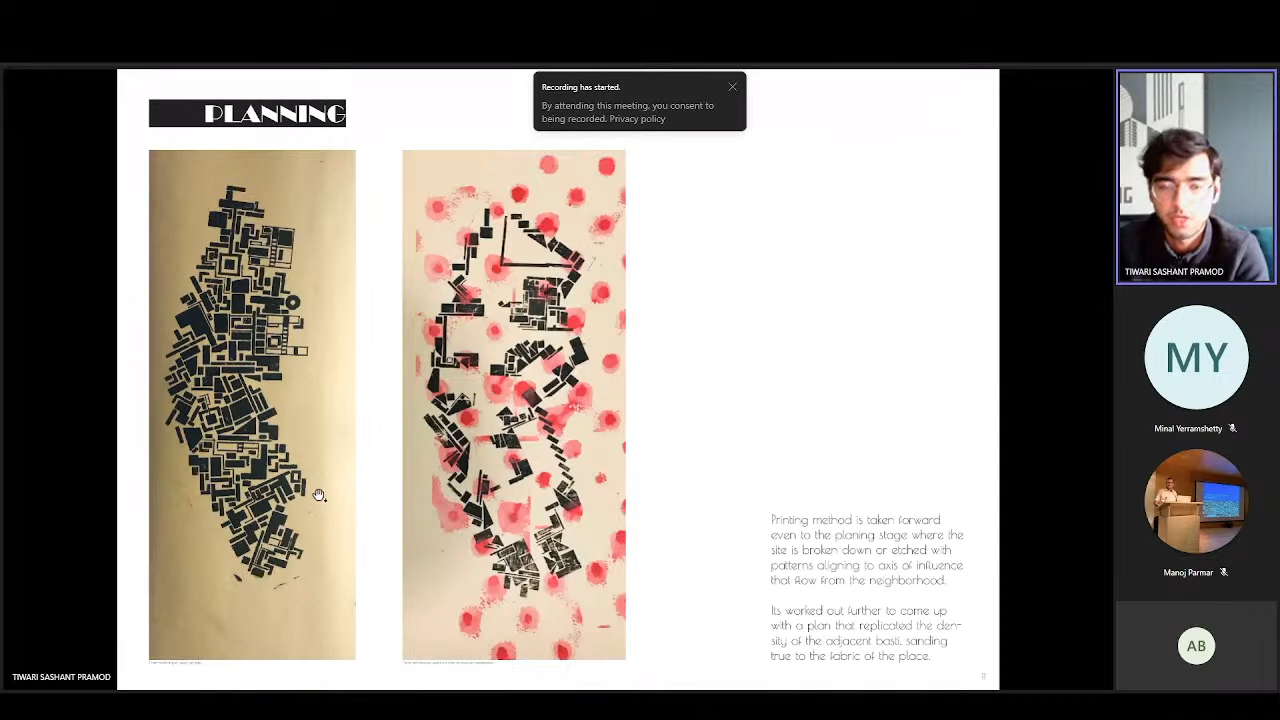 PLANNING
Recording has started.
By attending this meeting, you consent to
being recorded. Privacy policy
Printing method is taken forward
even to the planing stage where the
site is broken down or etched with
patterns aligning to axis of influence
that flow from the neighborhood.
Its worked out further to come up
with a plan that replicated the den-
sity of the adjacent basti, sanding
true to the fabric of the place.
TIWARI SASHANT PRAMOD
TIWARI SASHANT PRAMOD
MY
Minal Yerramshetty
Manoj Parmar
AB